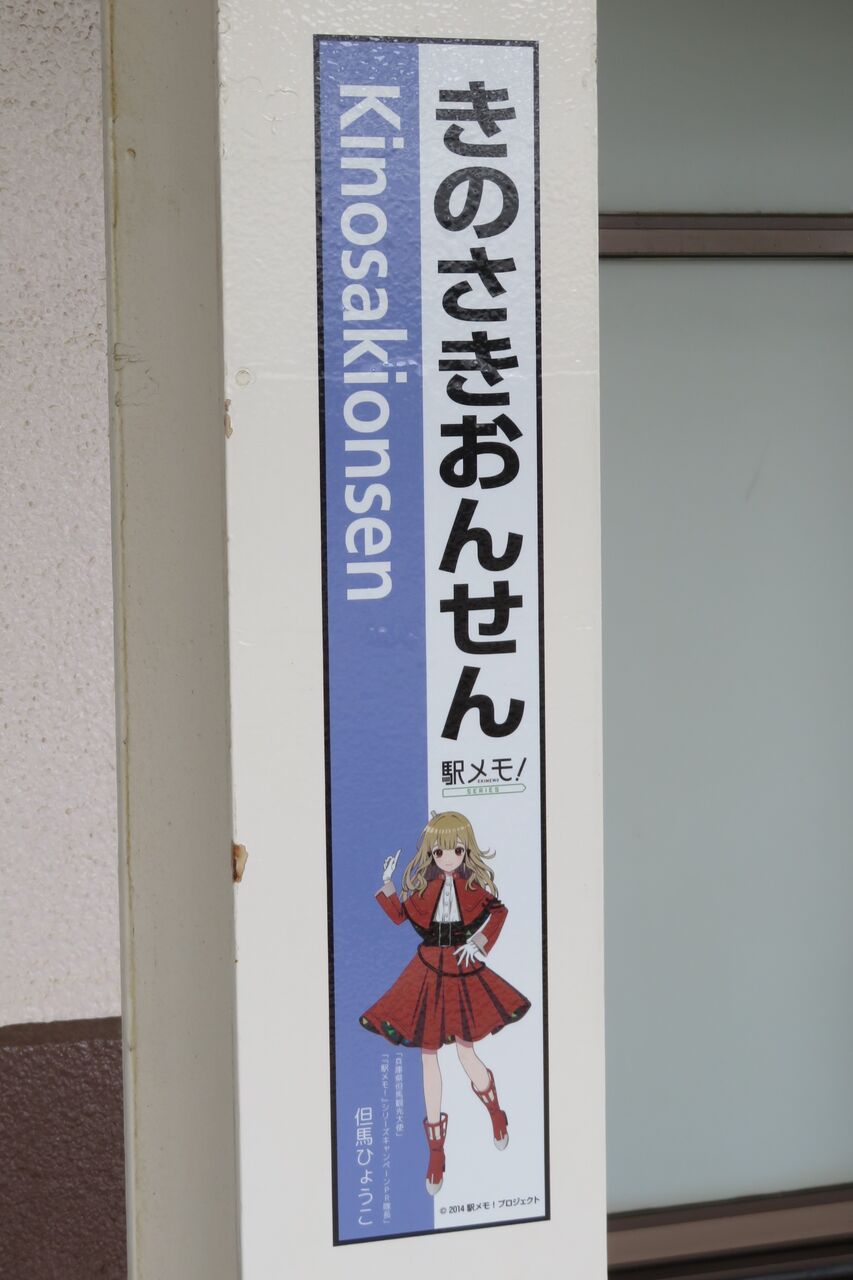 きのさきおんせん
Kinosakionsen
駅メモ!
EKIMEMO
SERIES
「兵庫県但馬観光大使」
「『駅メモ!』シリーズキャンペーンPR隊長」
但馬ひょうこ
© 2014 駅メモ!プロジェクト